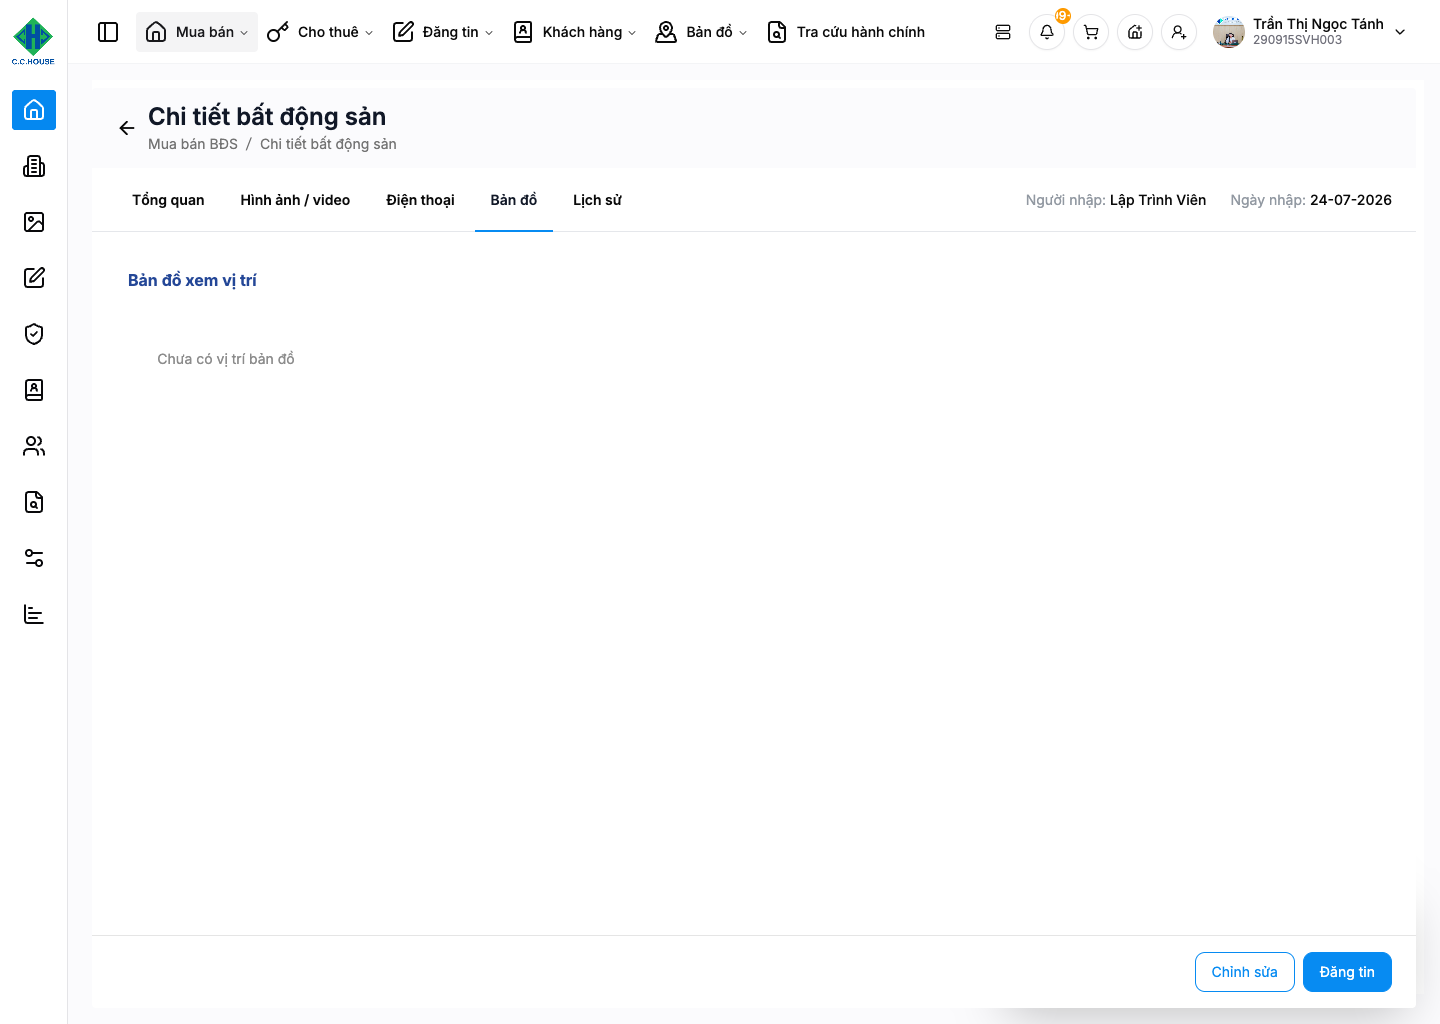 C.C.HOUSE
Mua bán
Cho thuê
Đăng tin
Khách hàng
Bản đồ
Tra cứu hành chính
Trần Thị Ngọc Tánh
290915SVH003
Chi tiết bất động sản
Mua bán BĐS / Chi tiết bất động sản
Tổng quan
Hình ảnh / video
Điện thoại
Bản đồ
Lịch sử
Người nhập: Lập Trình Viên
Ngày nhập: 24-07-2026
Bản đồ xem vị trí
Chưa có vị trí bản đồ
Chỉnh sửa
Đăng tin